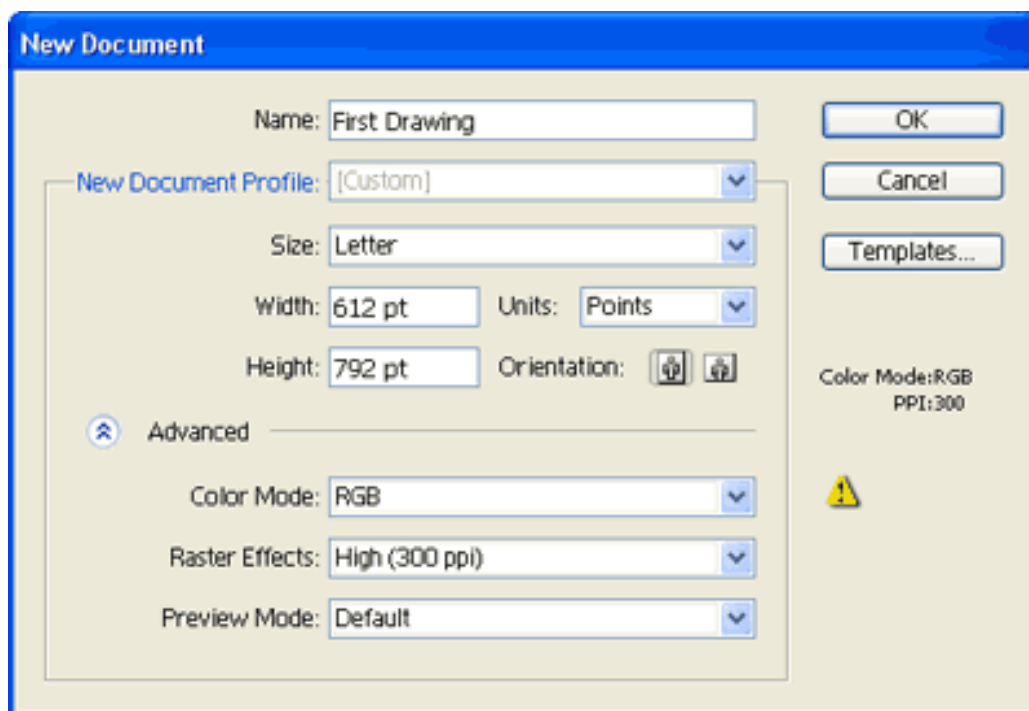 New Document
Name: First Drawing
OK
New Document Profile: [Custom]
Cancel
Size: Letter
Templates...
Width: 612 pt Units: Points
Height: 792 pt Orientation:
Color Mode:RGB
PPI:300
Advanced
Color Mode: RGB
Raster Effects: High (300 ppi)
Preview Mode: Default